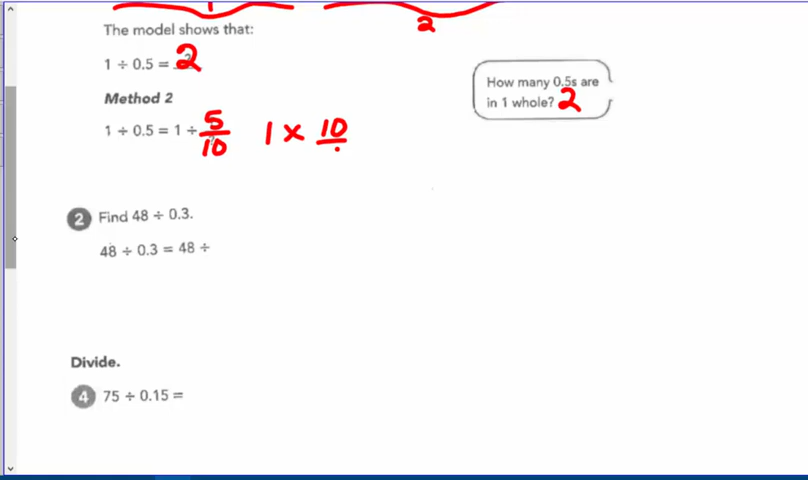 1
2
The model shows that:
1 ÷ 0.5 = 2
How many 0.5s are
in 1 whole? 2
Method 2
1 ÷ 0.5 = 1 ÷ 5/10 1 × 10/
2 Find 48 ÷ 0.3.
48 ÷ 0.3 = 48 ÷
Divide.
4 75 ÷ 0.15 =